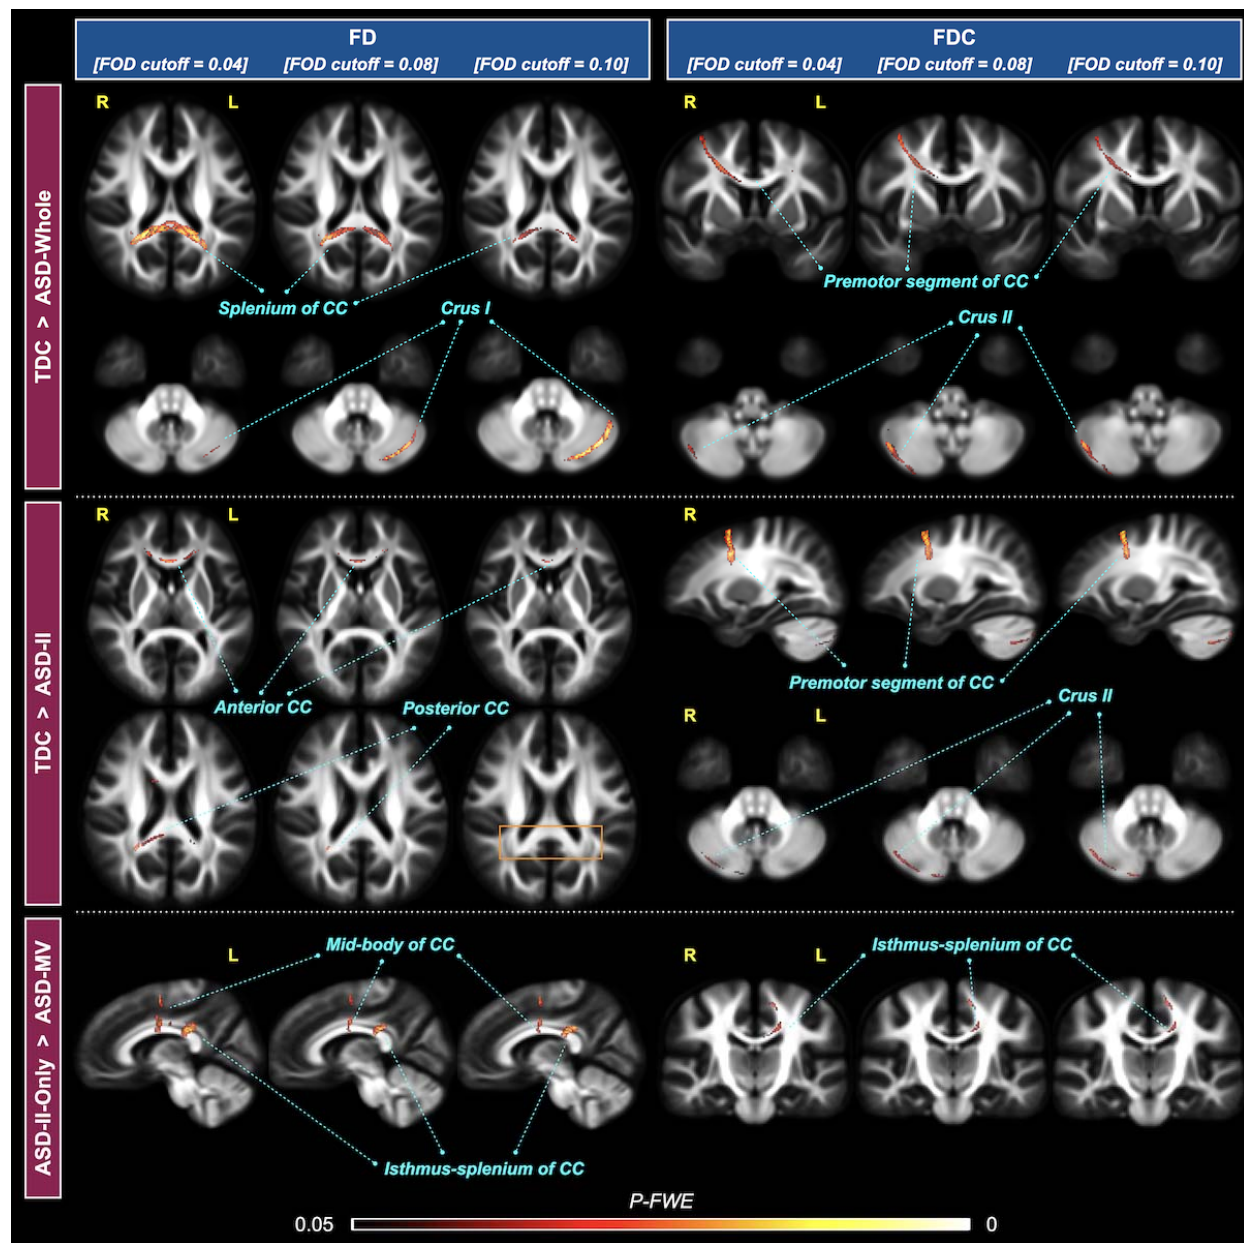 FD
[FOD cutoff = 0.04] [FOD cutoff = 0.08] [FOD cutoff = 0.10]
FDC
[FOD cutoff = 0.04] [FOD cutoff = 0.08] [FOD cutoff = 0.10]
TDC > ASD-Whole
R L
R L
Splenium of CC
Premotor segment of CC
Crus I
Crus II
TDC > ASD-II
R L
R
Anterior CC
Posterior CC
Premotor segment of CC
Crus II
R L
ASD-II-Only > ASD-MV
L
Mid-body of CC
R L
Isthmus-splenium of CC
Isthmus-splenium of CC
P-FWE
0.05 0